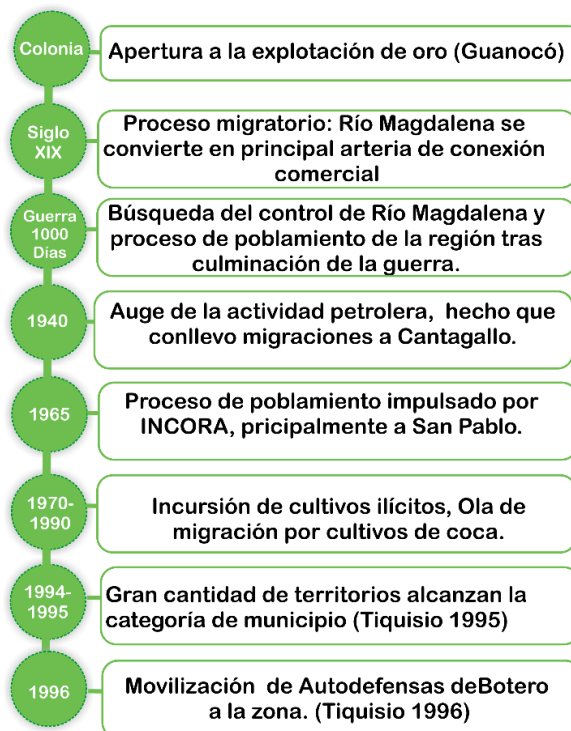 Colonia
Apertura a la explotación de oro (Guanocó)
Siglo
XIX
Proceso migratorio: Río Magdalena se
convierte en principal arteria de conexión
comercial
Guerra
1000
Días
Búsqueda del control de Río Magdalena y
proceso de poblamiento de la región tras
culminación de la guerra.
1940
Auge de la actividad petrolera, hecho que
conllevo migraciones a Cantagallo.
1965
Proceso de poblamiento impulsado por
INCORA, pricipalmente a San Pablo.
1970-
1990
Incursión de cultivos ilícitos, Ola de
migración por cultivos de coca.
1994-
1995
Gran cantidad de territorios alcanzan la
categoría de municipio (Tiquisio 1995)
1996
Movilización de Autodefensas deBotero
a la zona. (Tiquisio 1996)